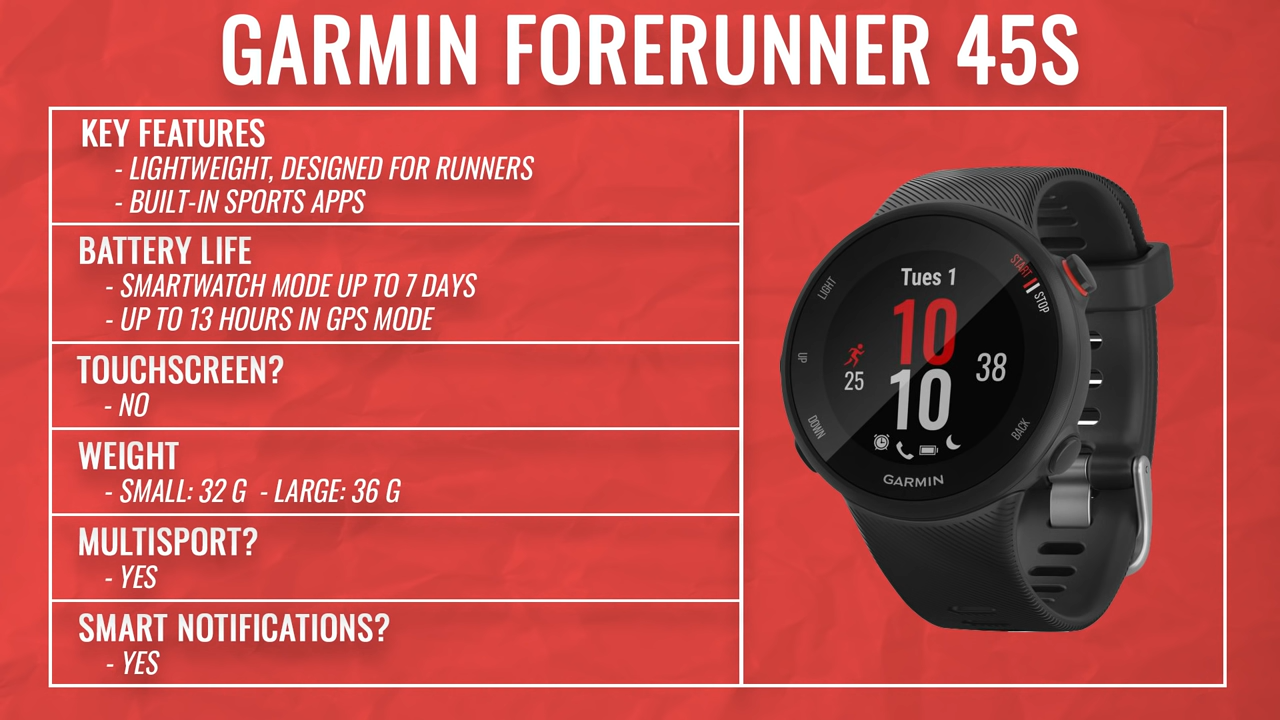 GARMIN FORERUNNER 45S
KEY FEATURES
- LIGHTWEIGHT, DESIGNED FOR RUNNERS
- BUILT-IN SPORTS APPS
BATTERY LIFE
- SMARTWATCH MODE UP TO 7 DAYS
- UP TO 13 HOURS IN GPS MODE
TOUCHSCREEN?
- NO
WEIGHT
- SMALL: 32 G - LARGE: 36 G
MULTISPORT?
- YES
SMART NOTIFICATIONS?
- YES
LIGHT
START
STOP
Tues 1
UP
10
25
38
10
DOWN
BACK
GARMIN